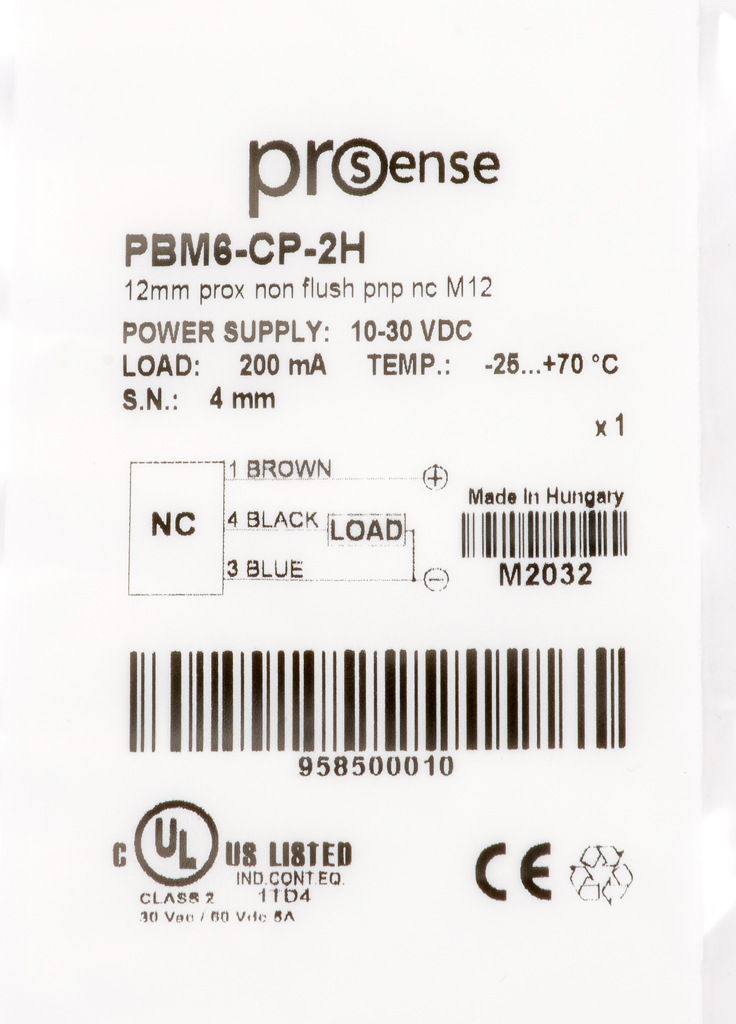 prosense
PBM6-CP-2H
12mm prox non flush pnp nc M12
POWER SUPPLY: 10-30 VDC
LOAD: 200 mA TEMP.: -25...+70 °C
S.N.: 4 mm
x 1
1 BROWN +
NC 4 BLACK LOAD
3 BLUE -
Made In Hungary
M2032
958500010
C UL US LISTED
IND.CONT.EQ.
CLASS 2 11D4
30 Vac / 60 Vdc 5A
CE